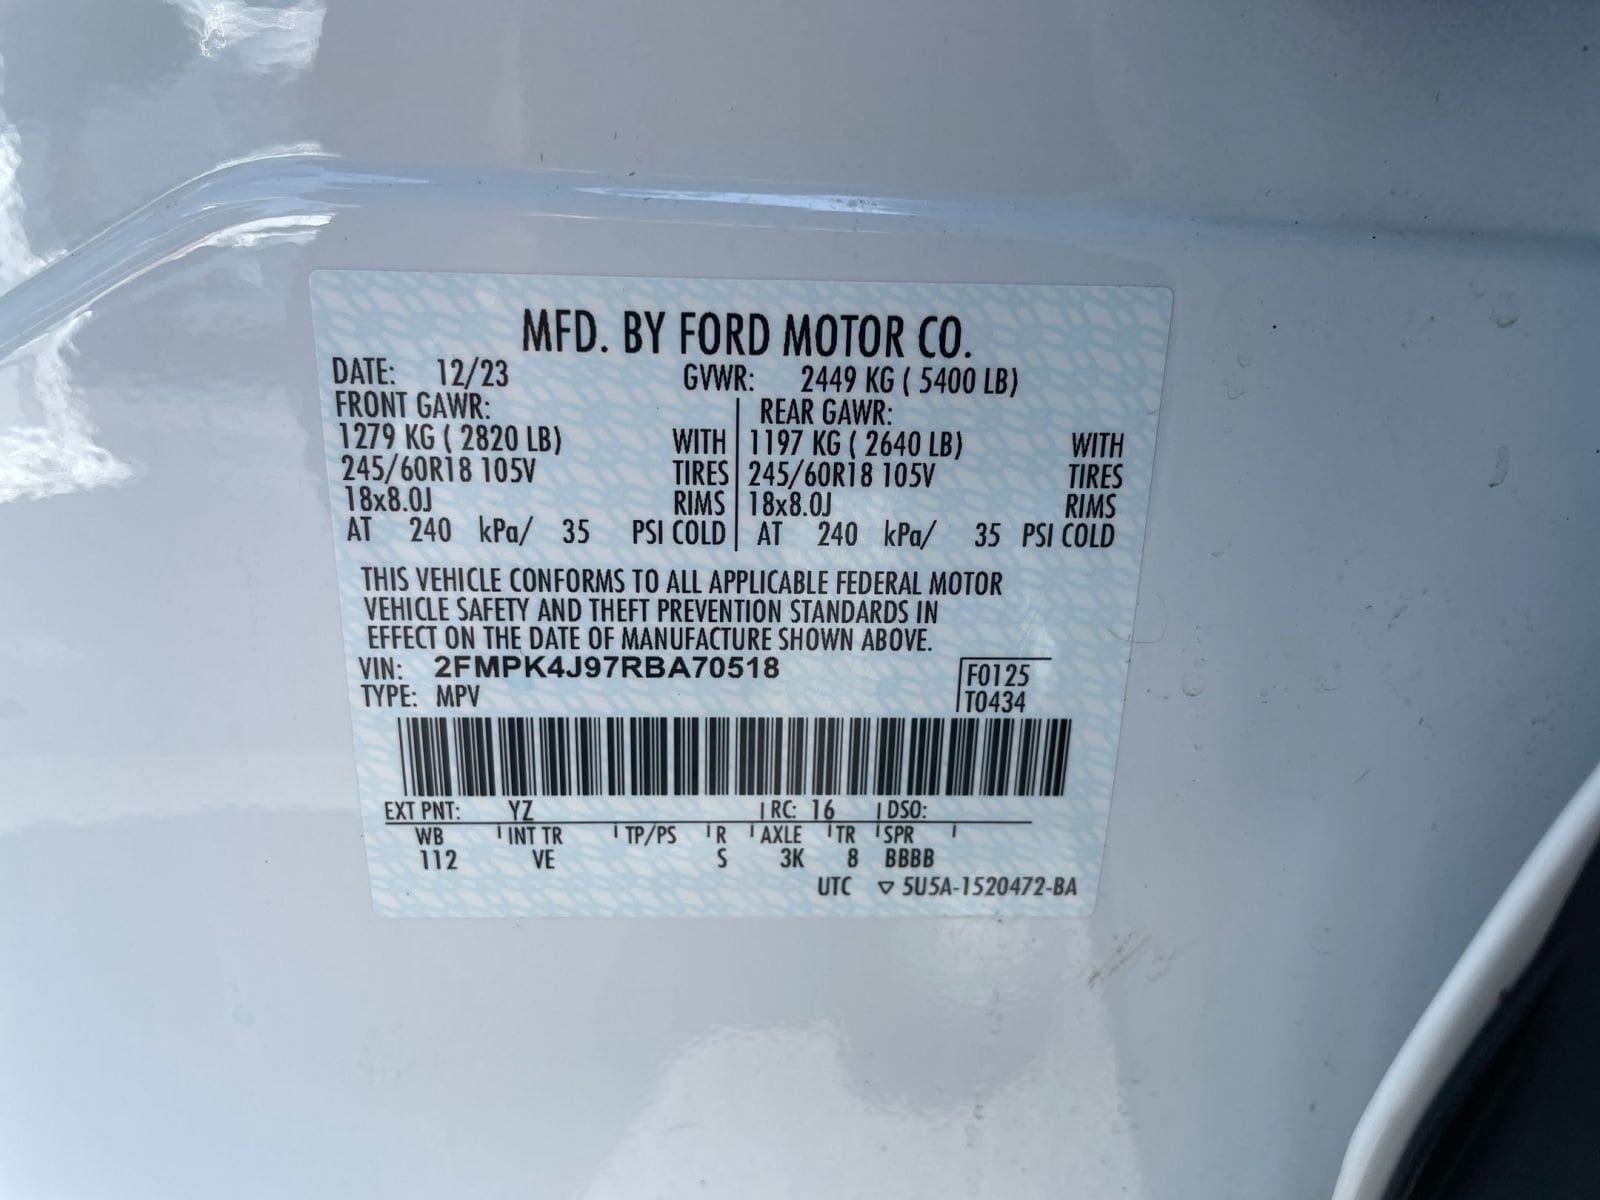 MFD. BY FORD MOTOR CO.
DATE: 12/23 GVWR: 2449 KG ( 5400 LB)
FRONT GAWR: REAR GAWR:
1279 KG ( 2820 LB) WITH 1197 KG ( 2640 LB) WITH
245/60R18 105V TIRES 245/60R18 105V TIRES
18x8.0J RIMS 18x8.0J RIMS
AT 240 kPa/ 35 PSI COLD AT 240 kPa/ 35 PSI COLD
THIS VEHICLE CONFORMS TO ALL APPLICABLE FEDERAL MOTOR
VEHICLE SAFETY AND THEFT PREVENTION STANDARDS IN
EFFECT ON THE DATE OF MANUFACTURE SHOWN ABOVE.
VIN: 2FMPK4J97RBA70518 F0125
TYPE: MPV T0434
EXT PNT: YZ RC: 16 DSO:
WB INT TR TP/PS R AXLE TR SPR
112 VE S 3K 8 BBBB
UTC ▽ 5U5A-1520472-BA